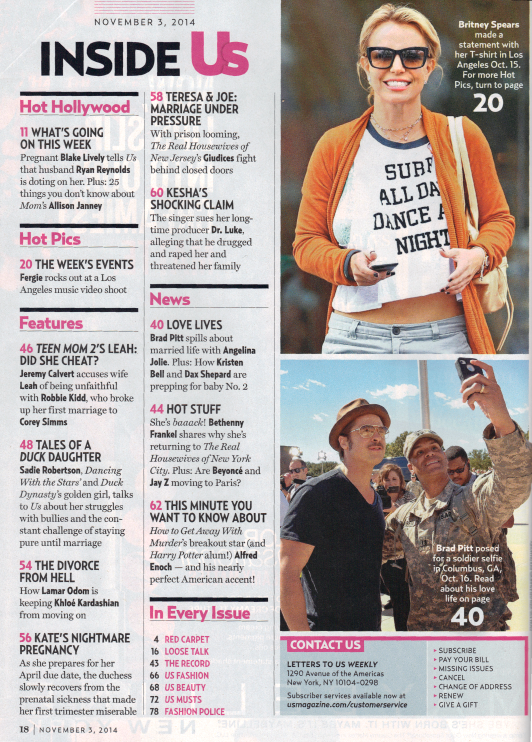 NOVEMBER 3, 2014
INSIDE Us
Hot Hollywood
11 WHAT'S GOING
ON THIS WEEK
Pregnant Blake Lively tells Us
that husband Ryan Reynolds
is doting on her. Plus: 25
things you don't know about
Mom's Allison Janney
Hot Pics
20 THE WEEK'S EVENTS
Fergie rocks out at a Los
Angeles music video shoot
Features
46 TEEN MOM 2'S LEAH:
DID SHE CHEAT?
Jeremy Calvert accuses wife
Leah of being unfaithful
with Robbie Kidd, who broke
up her first marriage to
Corey Simms
48 TALES OF A
DUCK DAUGHTER
Sadie Robertson, Dancing
With the Stars' and Duck
Dynasty's golden girl, talks
to Us about her struggles
with bullies and the con-
stant challenge of staying
pure until marriage
54 THE DIVORCE
FROM HELL
How Lamar Odom is
keeping Khloé Kardashian
from moving on
56 KATE'S NIGHTMARE
PREGNANCY
As she prepares for her
April due date, the duchess
slowly recovers from the
prenatal sickness that made
her first trimester miserable
58 TERESA & JOE:
MARRIAGE UNDER
PRESSURE
With prison looming,
The Real Housewives of
New Jersey's Giudices fight
behind closed doors
60 KESHA'S
SHOCKING CLAIM
The singer sues her long-
time producer Dr. Luke,
alleging that he drugged
and raped her and
threatened her family
News
40 LOVE LIVES
Brad Pitt spills about
married life with Angelina
Jolie. Plus: How Kristen
Bell and Dax Shepard are
prepping for baby No. 2
44 HOT STUFF
She's baaack! Bethenny
Frankel shares why she's
returning to The Real
Housewives of New York
City. Plus: Are Beyoncé and
Jay Z moving to Paris?
62 THIS MINUTE YOU
WANT TO KNOW ABOUT
How to Get Away With
Murder's breakout star (and
Harry Potter alum!) Alfred
Enoch — and his nearly
perfect American accent!
In Every Issue
4 RED CARPET
16 LOOSE TALK
43 THE RECORD
66 US FASHION
68 US BEAUTY
72 US MUSTS
78 FASHION POLICE
Britney Spears
made a
statement with
her T-shirt in Los
Angeles Oct. 15.
For more Hot
Pics, turn to page
20
SURF
ALL DA
DANCE A
NIGHT
Brad Pitt posed
for a soldier selfie
in Columbus, GA,
Oct. 16. Read
about his love
life on page
40
CONTACT US
LETTERS TO US WEEKLY
1290 Avenue of the Americas
New York, NY 10104-0298
Subscriber services available now at
usmagazine.com/customerservice
▸ SUBSCRIBE
▸ PAY YOUR BILL
▸ MISSING ISSUES
▸ CANCEL
▸ CHANGE OF ADDRESS
▸ RENEW
▸ GIVE A GIFT
18 | NOVEMBER 3, 2014